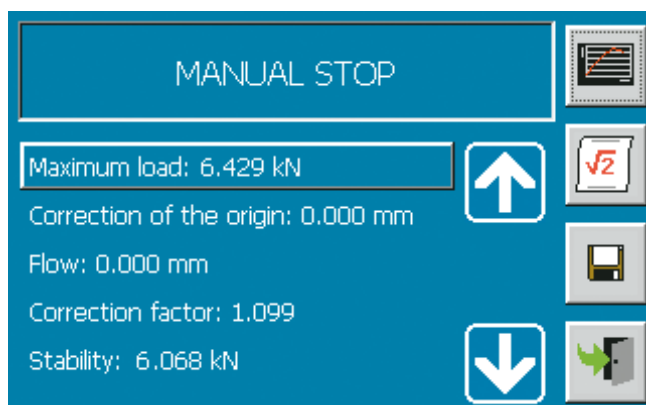 MANUAL STOP
Maximum load: 6.429 kN
Correction of the origin: 0.000 mm
Flow: 0.000 mm
Correction factor: 1.099
Stability: 6.068 kN
√2